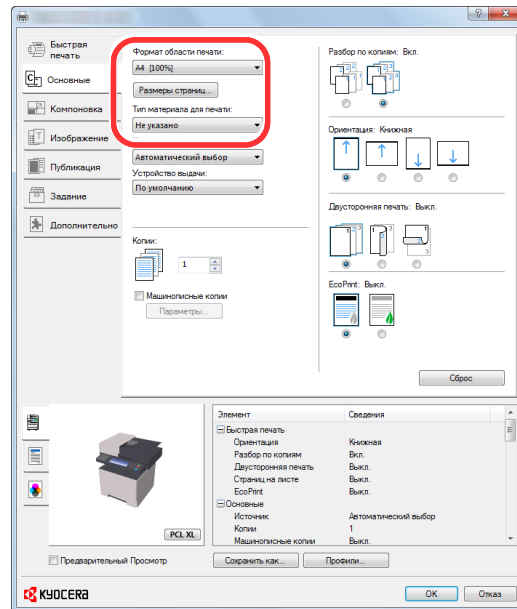 Быстрая
печать
Основные
Компоновка
Изображение
Публикация
Задание
Дополнительно
Формат области печати:
A4 [100%]
Размеры страниц...
Тип материала для печати:
Не указано
Автоматический выбор
Устройство выдачи:
По умолчанию
Копии:
1
Машинописные копии
Параметры...
Разбор по копиям: Вкл.
Ориентация: Книжная
Двусторонняя печать: Выкл.
EcoPrint: Выкл.
Сброс
PCL XL
Предварительный Просмотр
Элемент Сведения
Быстрая печать
Ориентация Книжная
Разбор по копиям Вкл.
Двусторонняя печать Выкл.
Страниц на листе Выкл.
EcoPrint Выкл.
Основные
Источник Автоматический выбор
Копии 1
Машинописные копии Выкл.
Сохранить как... Профили...
KYOCERA
OK Отказ